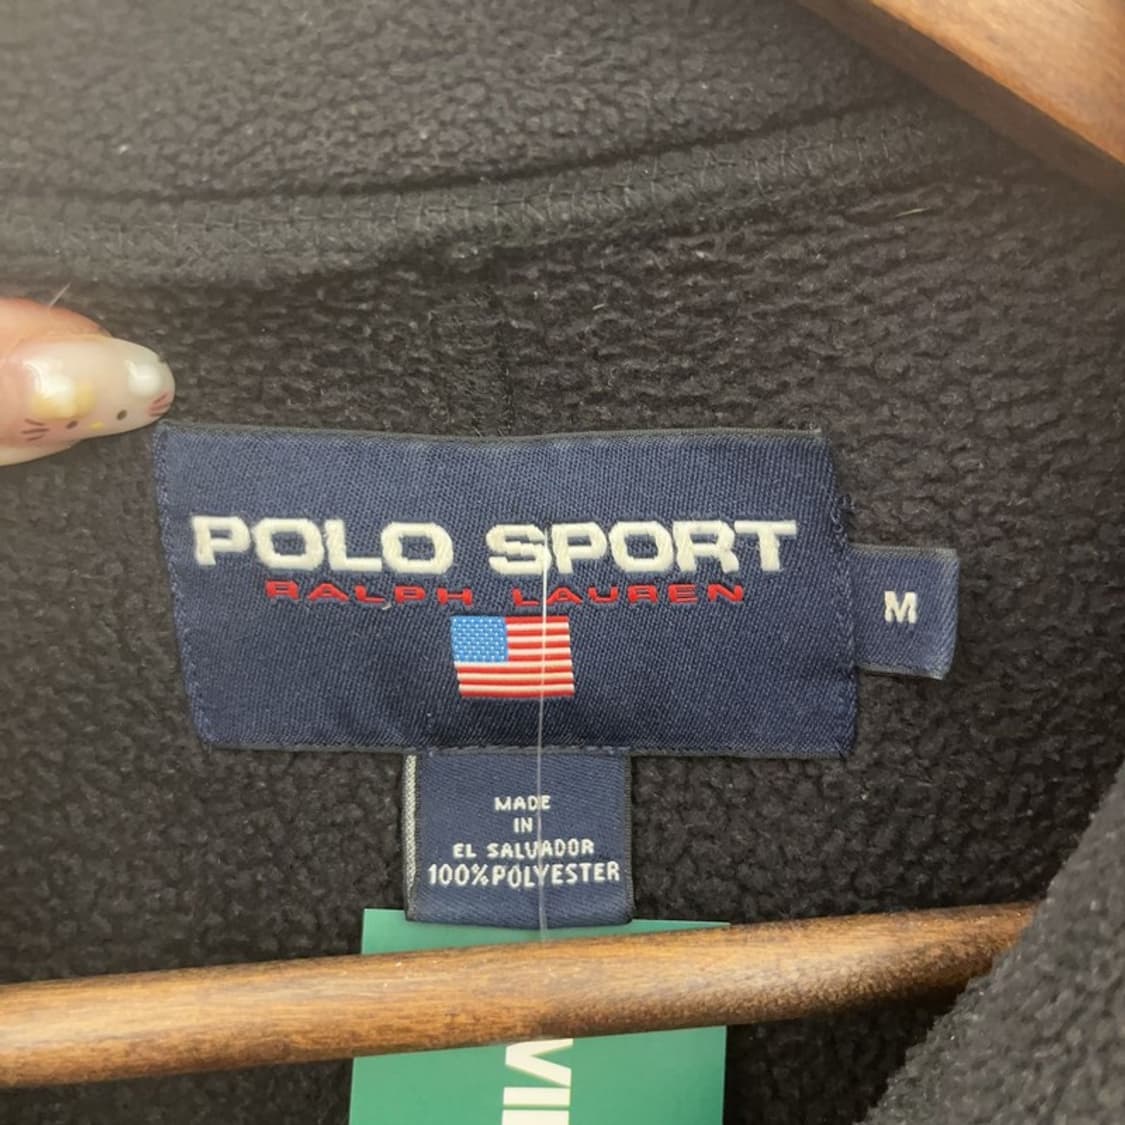 POLO SPORT
RALPH LAUREN
M
MADE
IN
EL SALVADOR
100%POLYESTER